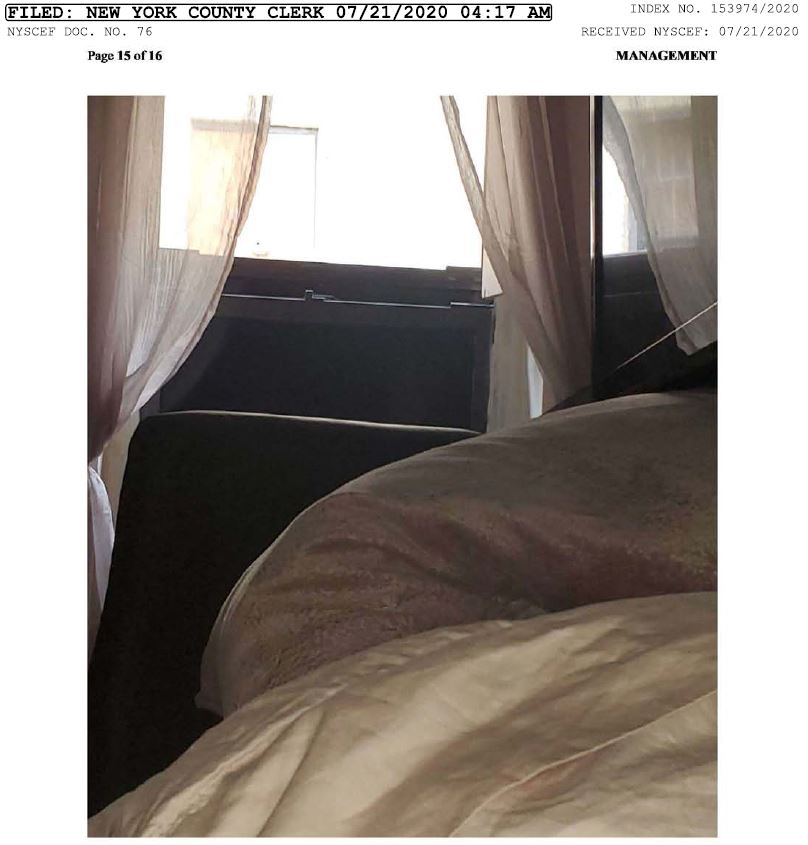 FILED: NEW YORK COUNTY CLERK 07/21/2020 04:17 AM
INDEX NO. 153974/2020
NYSCEF DOC. NO. 76
RECEIVED NYSCEF: 07/21/2020
Page 15 of 16
MANAGEMENT